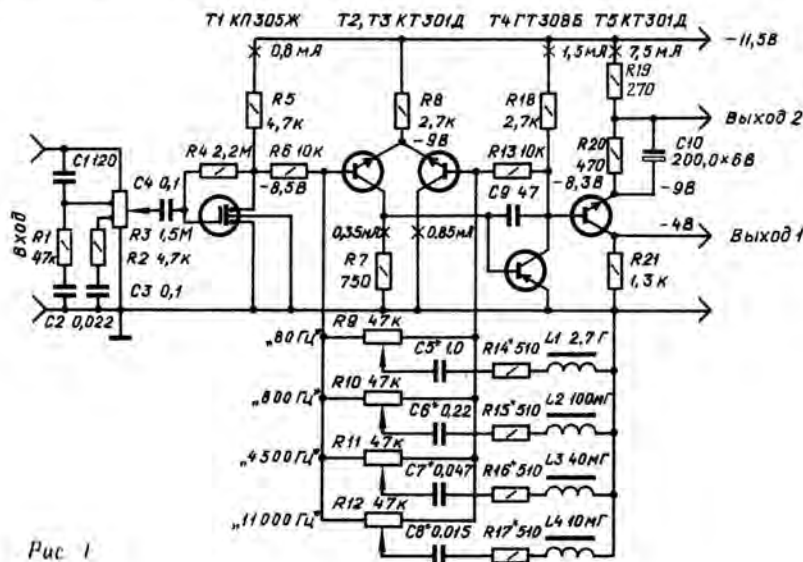 T1 КП305Ж T2, T3 КТ301Д T4 ГТ308Б T5 КТ301Д
0,8 мА
1,5 мА
7,5 мА
-11,5В
R5
4,7к
R8
2,7к
R18
2,7к
R19
270
Выход 2
C1 120
C4 0,1
R4 2,2М
R6 10к
-8,5В
-9В
R13 10к
C9 47
-8,3В
R20
470
C10
200,0×6В
-9В
-4В
Выход 1
Вход
R1
47к
R3 1,5М
R2 4,7к
C3 0,1
C2 0,022
0,35мА
0,85мА
R7
750
R21
1,3 к
„80 Гц"
R9 47к
C5* 1,0
R14* 510
L1 2,7 Г
„800 Гц"
R10 47к
C6* 0,22
R15* 510
L2 100мГ
„4500 Гц"
R11 47к
C7* 0,047
R16* 510
L3 40мГ
„11000 Гц"
R12 47к
C8* 0,015
R17* 510
L4 10мГ
Рис 1